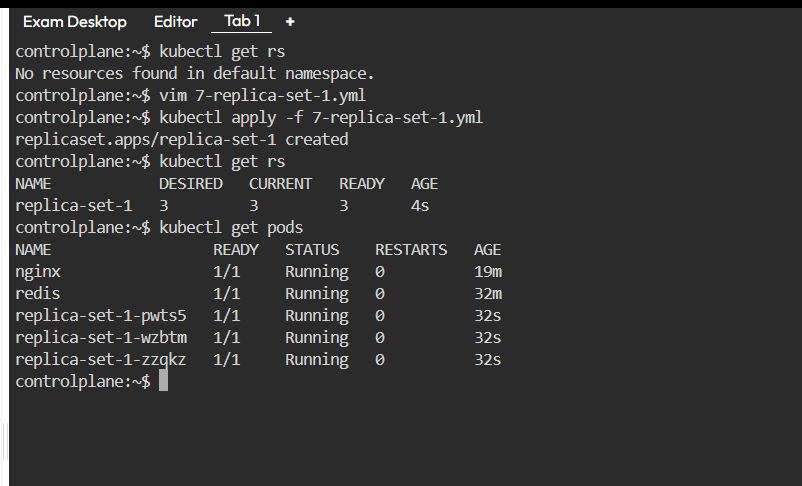 Exam Desktop Editor Tab 1 +
controlplane:~$ kubectl get rs
No resources found in default namespace.
controlplane:~$ vim 7-replica-set-1.yml
controlplane:~$ kubectl apply -f 7-replica-set-1.yml
replicaset.apps/replica-set-1 created
controlplane:~$ kubectl get rs
NAME DESIRED CURRENT READY AGE
replica-set-1 3 3 3 4s
controlplane:~$ kubectl get pods
NAME READY STATUS RESTARTS AGE
nginx 1/1 Running 0 19m
redis 1/1 Running 0 32m
replica-set-1-pwts5 1/1 Running 0 32s
replica-set-1-wzbtm 1/1 Running 0 32s
replica-set-1-zzqkz 1/1 Running 0 32s
controlplane:~$